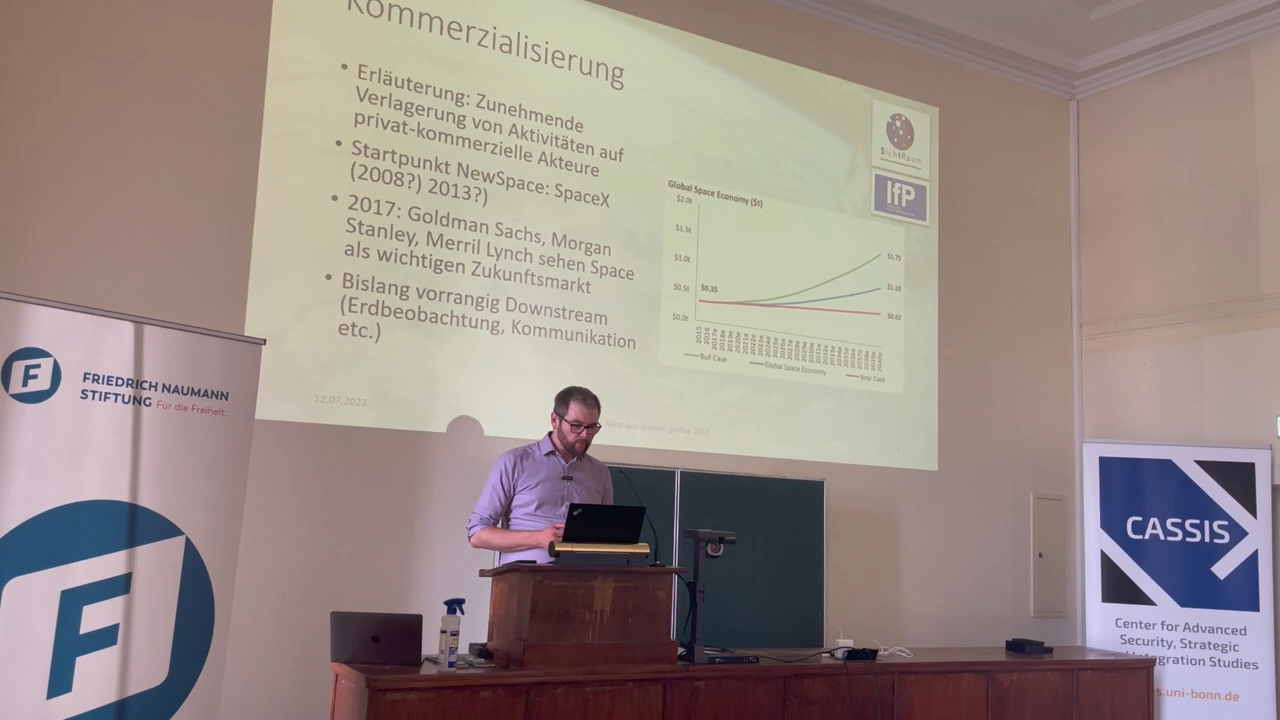 Kommerzialisierung
• Erläuterung: Zunehmende
Verlagerung von Aktivitäten auf
privat-kommerzielle Akteure
• Startpunkt NewSpace: SpaceX
(2008?) 2013?)
• 2017: Goldman Sachs, Morgan
Stanley, Merril Lynch sehen Space
als wichtigen Zukunftsmarkt
• Bislang vorrangig Downstream
(Erdbeobachtung, Kommunikation
etc.)
12.07.2023
SichtRaum
IfP
Global Space Economy ($t)
$2.0t
$1.5t
$1.0t
$0.5t
$0.0t
$0.35
$1.75
$1.10
$0.62
2015
2016
Bull Case
Global Space Economy
Bear Case
F
FRIEDRICH NAUMANN
STIFTUNG Für die Freiheit.
F
CASSIS
Center for Advanced
Security, Strategic
Integration Studies
uni-bonn.de